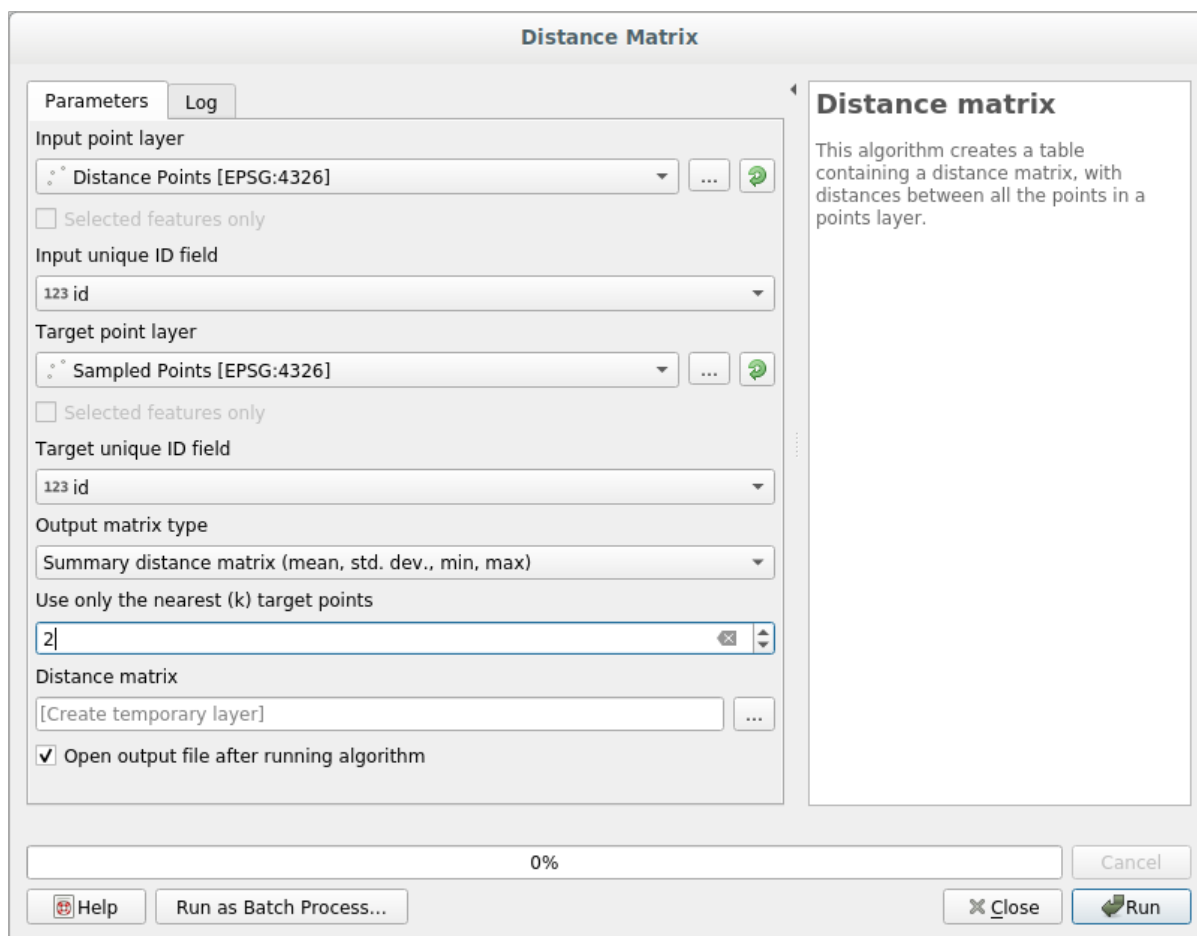 Distance Matrix
Parameters
Log
Input point layer
Distance Points [EPSG:4326]
...
Selected features only
Input unique ID field
123 id
Target point layer
Sampled Points [EPSG:4326]
...
Selected features only
Target unique ID field
123 id
Output matrix type
Summary distance matrix (mean, std. dev., min, max)
Use only the nearest (k) target points
2
Distance matrix
[Create temporary layer]
...
Open output file after running algorithm
Distance matrix
This algorithm creates a table
containing a distance matrix, with
distances between all the points in a
points layer.
0%
Cancel
Help
Run as Batch Process...
Close
Run